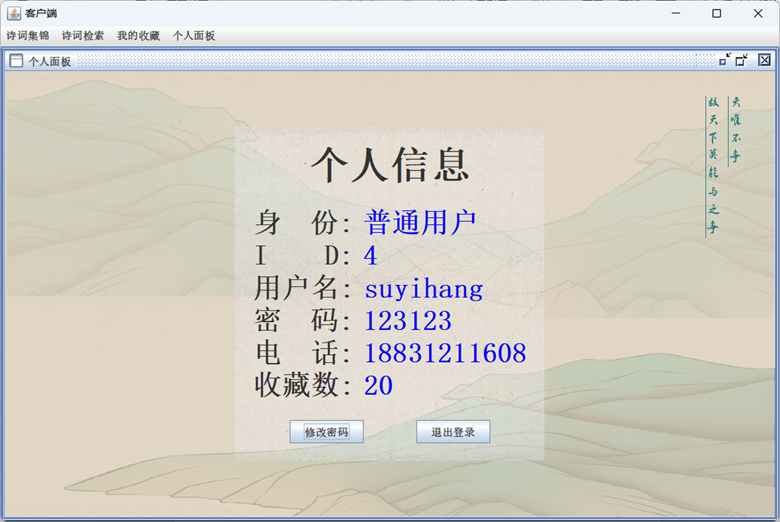 客户端
诗词集锦 诗词检索 我的收藏 个人面板
个人面板
夫唯不争
故天下莫能与之争
个人信息
身 份: 普通用户
I D: 4
用户名: suyihang
密 码: 123123
电 话: 18831211608
收藏数: 20
修改密码 退出登录